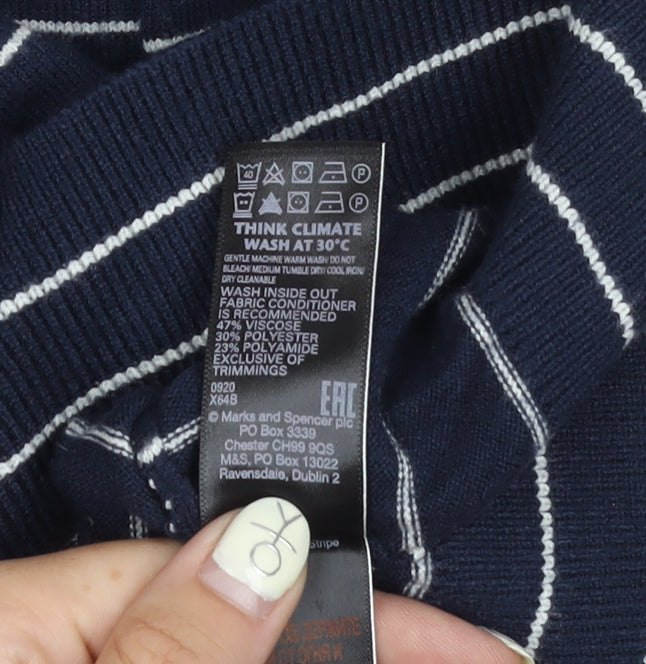 40 P
P
THINK CLIMATE
WASH AT 30°C
GENTLE MACHINE WARM WASH/ DO NOT
BLEACH/ MEDIUM TUMBLE DRY/ COOL IRON/
DRY CLEANABLE
WASH INSIDE OUT
FABRIC CONDITIONER
IS RECOMMENDED
47% VISCOSE
30% POLYESTER
23% POLYAMIDE
EXCLUSIVE OF
TRIMMINGS
0920
X64B
EAC
© Marks and Spencer plc
PO Box 3339
Chester CH99 9QS
M&S, PO Box 13022
Ravensdale, Dublin 2
Stripe